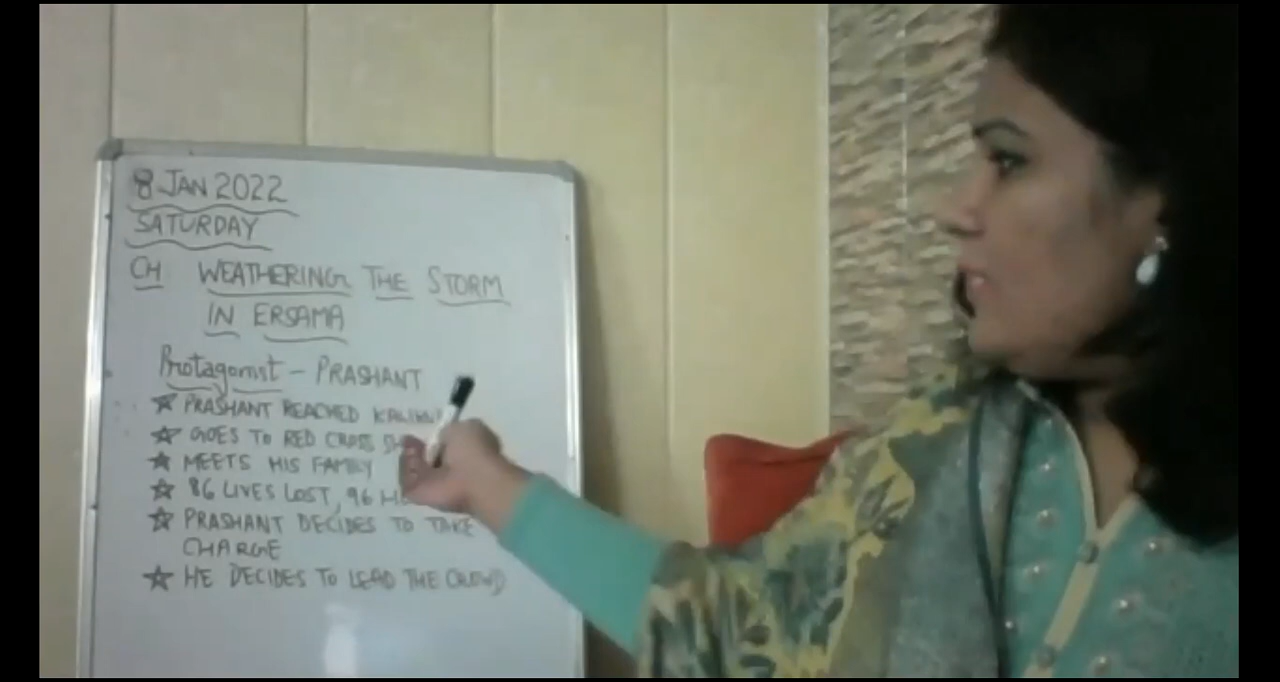 8 JAN 2022
SATURDAY
CH WEATHERING THE STORM
IN ERSAMA
Protagonist - PRASHANT
PRASHANT REACHED
GOES TO RED CROSS
MEETS HIS FAMILY
86 LIVES LOST, 96
PRASHANT DECIDES TO TAKE
CHARGE
HE DECIDES TO LEAD THE CROWD